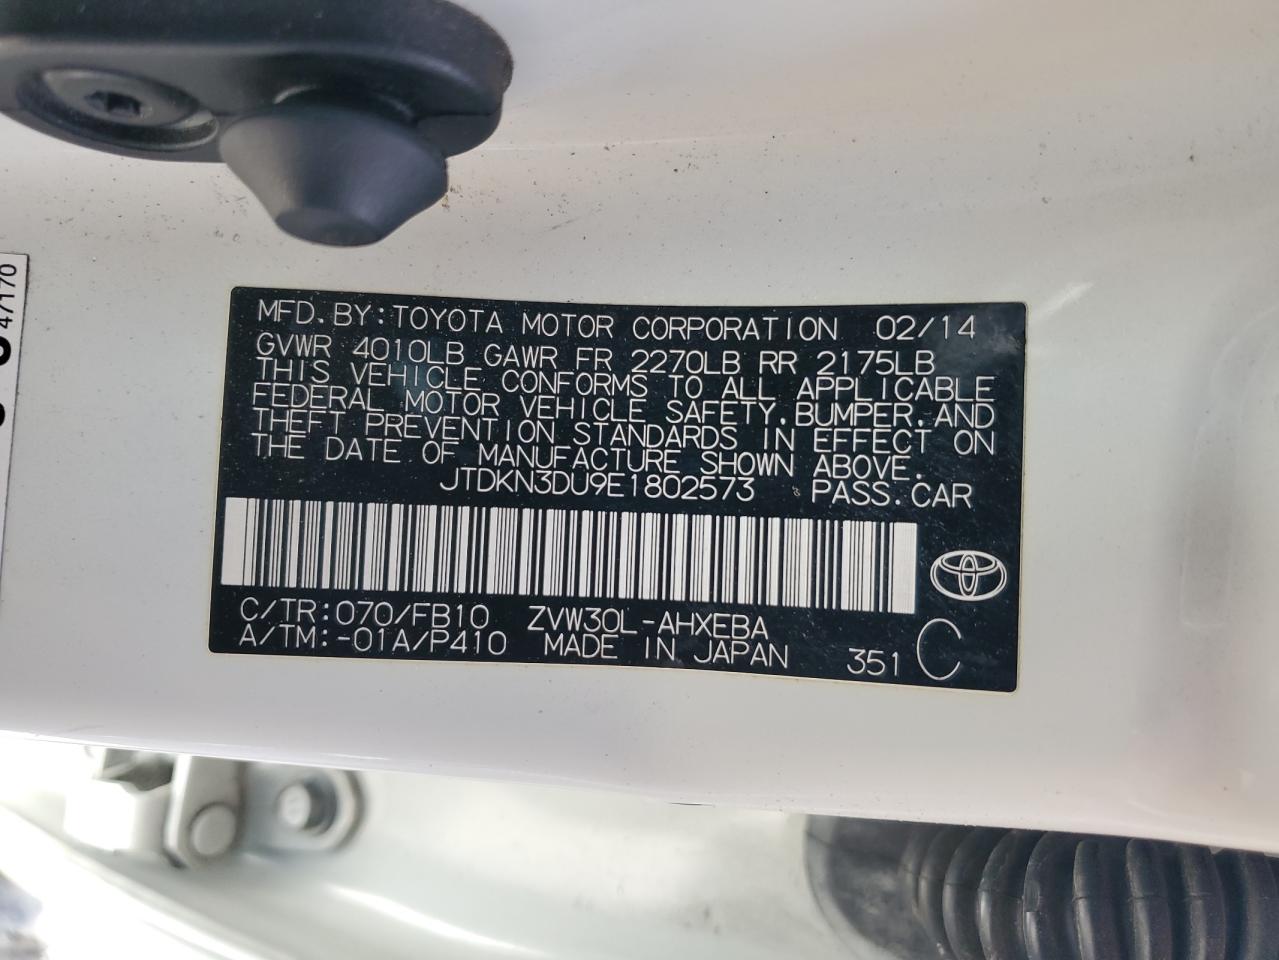 MFD. BY: TOYOTA MOTOR CORPORATION 02/14
GVWR 4010LB GAWR FR 2270LB RR 2175LB
THIS VEHICLE CONFORMS TO ALL APPLICABLE
FEDERAL MOTOR VEHICLE SAFETY, BUMPER, AND
THEFT PREVENTION STANDARDS IN EFFECT ON
THE DATE OF MANUFACTURE SHOWN ABOVE.
JTDKN3DU9E1802573 PASS. CAR
C/TR: 070/FB10 ZVW30L-AHXEBA
A/TM: -01A/P410 MADE IN JAPAN 351 C
47170